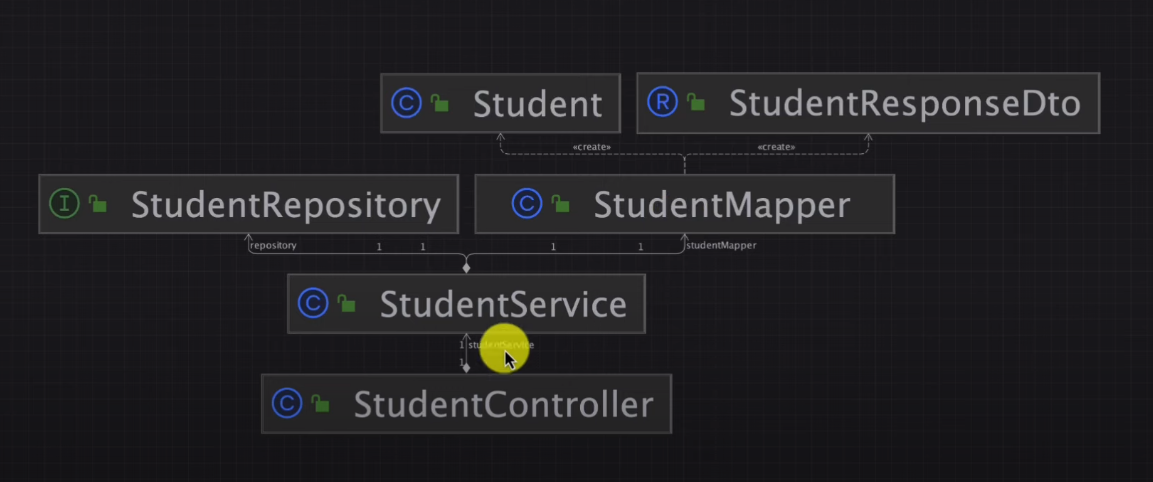 C Student
R StudentResponseDto
«create» «create»
I StudentRepository
C StudentMapper
repository 1 1 1 1 studentMapper
C StudentService
1 studentService
1
C StudentController